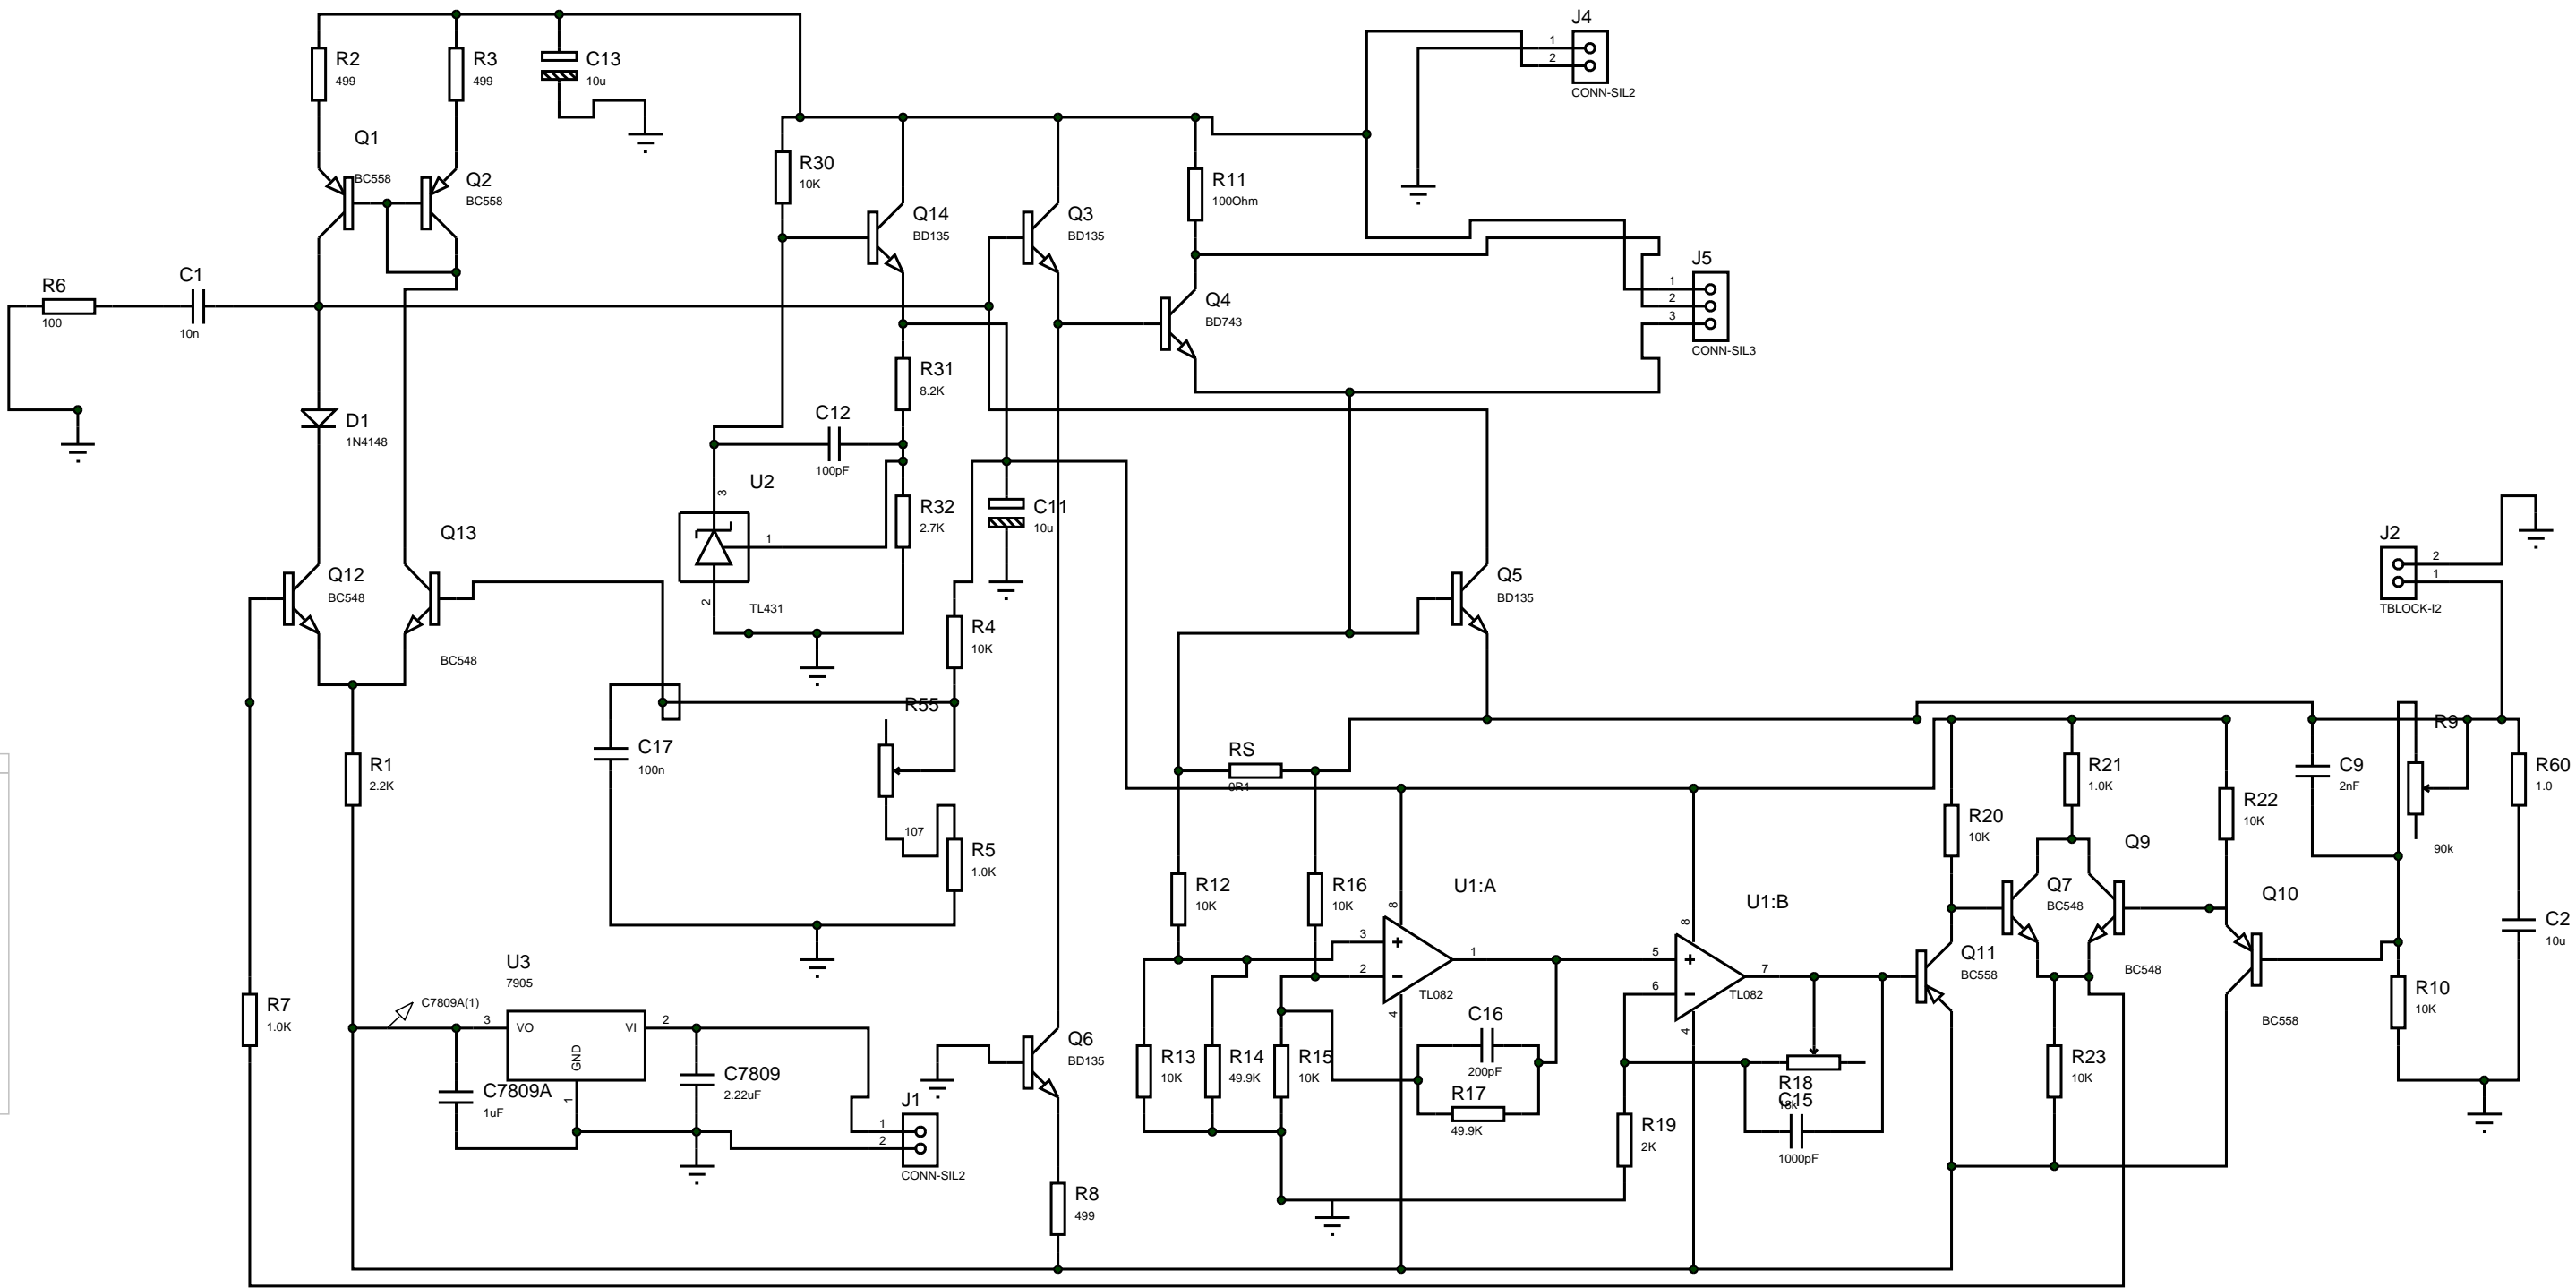 J4
1
2
CONN-SIL2
R2
499
R3
499
C13
10u
Q1
BC558
Q2
BC558
R30
10K
R11
100Ohm
Q14
BD135
Q3
BD135
J5
1
2
3
CONN-SIL3
R6
100
C1
10n
Q4
BD743
R31
8.2K
D1
1N4148
C12
100pF
U2
3
1
2
TL431
R32
2.7K
C11
10u
Q13
BC548
Q12
BC548
Q5
BD135
J2
2
1
TBLOCK-I2
R4
10K
R55
107
R9
90k
C17
100n
R1
2.2K
RS
0R1
R21
1.0K
C9
2nF
R60
1.0
R20
10K
R22
10K
R5
1.0K
Q9
BC548
R12
10K
R16
10K
U1:A
3
2
1
8
4
TL082
U1:B
5
6
7
8
4
TL082
Q7
BC548
Q10
BC558
C2
10u
Q11
BC558
U3
7905
C7809A(1)
3
VO
VI
2
GND
1
R7
1.0K
R10
10K
C16
200pF
Q6
BD135
R13
10K
R14
49.9K
R15
10K
R23
10K
C7809A
1uF
C7809
2.22uF
J1
1
2
CONN-SIL2
R17
49.9K
R18
18k
C15
1000pF
R19
2K
R8
499